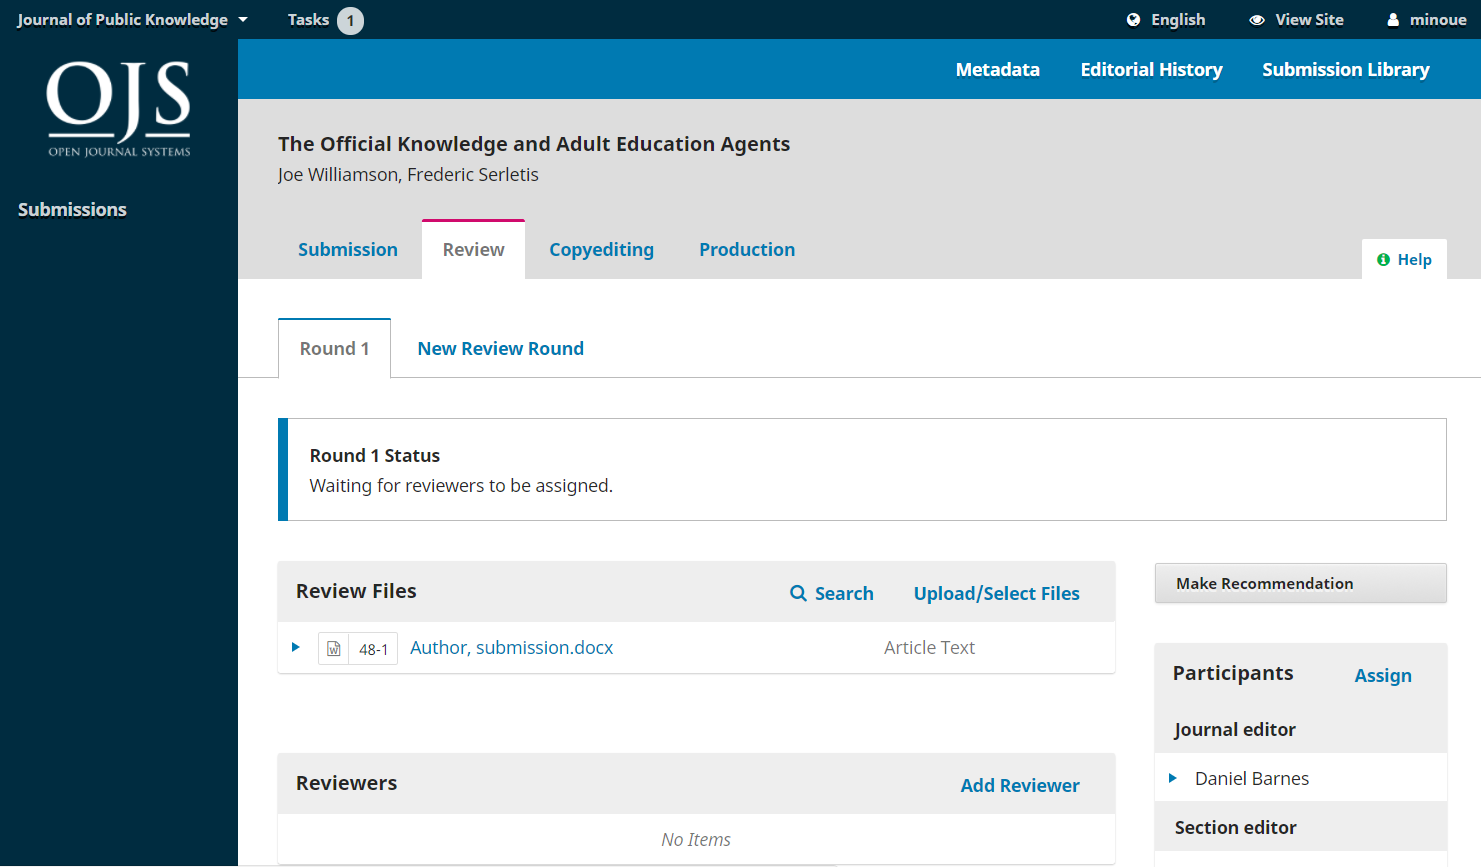 Journal of Public Knowledge Tasks 1 English View Site minoue
OJS
OPEN JOURNAL SYSTEMS
Metadata Editorial History Submission Library
The Official Knowledge and Adult Education Agents
Joe Williamson, Frederic Serletis
Submissions
Submission Review Copyediting Production
Help
Round 1 New Review Round
Round 1 Status
Waiting for reviewers to be assigned.
Review Files Search Upload/Select Files
48-1 Author, submission.docx Article Text
Reviewers Add Reviewer
No Items
Make Recommendation
Participants Assign
Journal editor
Daniel Barnes
Section editor